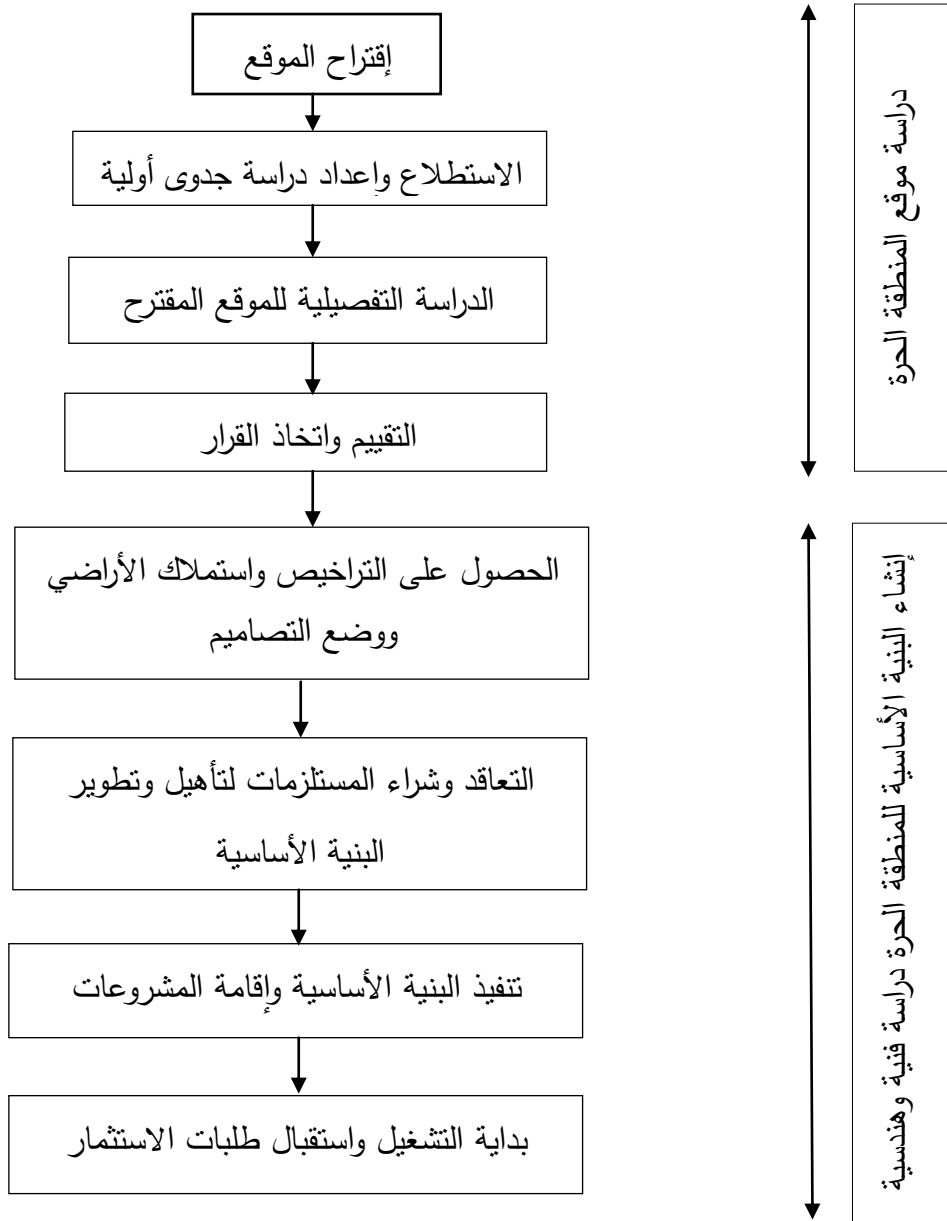 إقتراح الموقع
الاستطلاع وإعداد دراسة جدوى أولية
الدراسة التفصيلية للموقع المقترح
التقييم واتخاذ القرار
دراسة موقع المنطقة الحرة
الحصول على التراخيص واستملاك الأراضي
ووضع التصاميم
التعاقد وشراء المستلزمات لتأهيل وتطوير
البنية الأساسية
تنفيذ البنية الأساسية وإقامة المشروعات
بداية التشغيل واستقبال طلبات الاستثمار
إنشاء البنية الأساسية للمنطقة الحرة دراسة فنية وهندسية